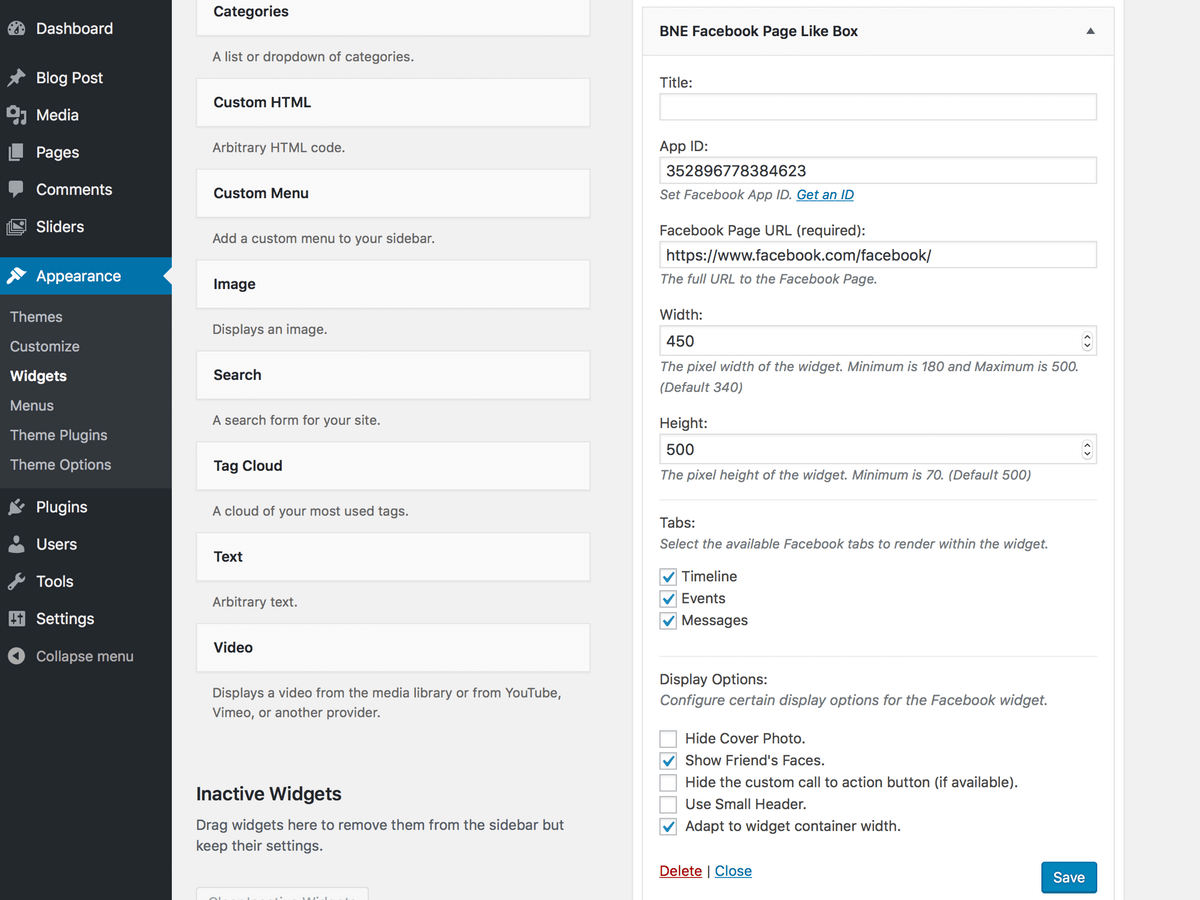 Dashboard
Blog Post
Media
Pages
Comments
Sliders
Appearance
Themes
Customize
Widgets
Menus
Theme Plugins
Theme Options
Plugins
Users
Tools
Settings
Collapse menu
Categories
A list or dropdown of categories.
Custom HTML
Arbitrary HTML code.
Custom Menu
Add a custom menu to your sidebar.
Image
Displays an image.
Search
A search form for your site.
Tag Cloud
A cloud of your most used tags.
Text
Arbitrary text.
Video
Displays a video from the media library or from YouTube,
Vimeo, or another provider.
Inactive Widgets
Drag widgets here to remove them from the sidebar but
keep their settings.
Clear Inactive Widgets
BNE Facebook Page Like Box
Title:
App ID:
352896778384623
Set Facebook App ID. Get an ID
Facebook Page URL (required):
https://www.facebook.com/facebook/
The full URL to the Facebook Page.
Width:
450
The pixel width of the widget. Minimum is 180 and Maximum is 500.
(Default 340)
Height:
500
The pixel height of the widget. Minimum is 70. (Default 500)
Tabs:
Select the available Facebook tabs to render within the widget.
Timeline
Events
Messages
Display Options:
Configure certain display options for the Facebook widget.
Hide Cover Photo.
Show Friend's Faces.
Hide the custom call to action button (if available).
Use Small Header.
Adapt to widget container width.
Delete | Close
Save